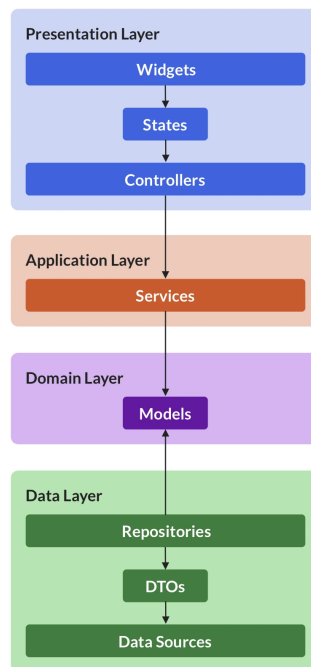 Presentation Layer
Widgets
States
Controllers
Application Layer
Services
Domain Layer
Models
Data Layer
Repositories
DTOs
Data Sources